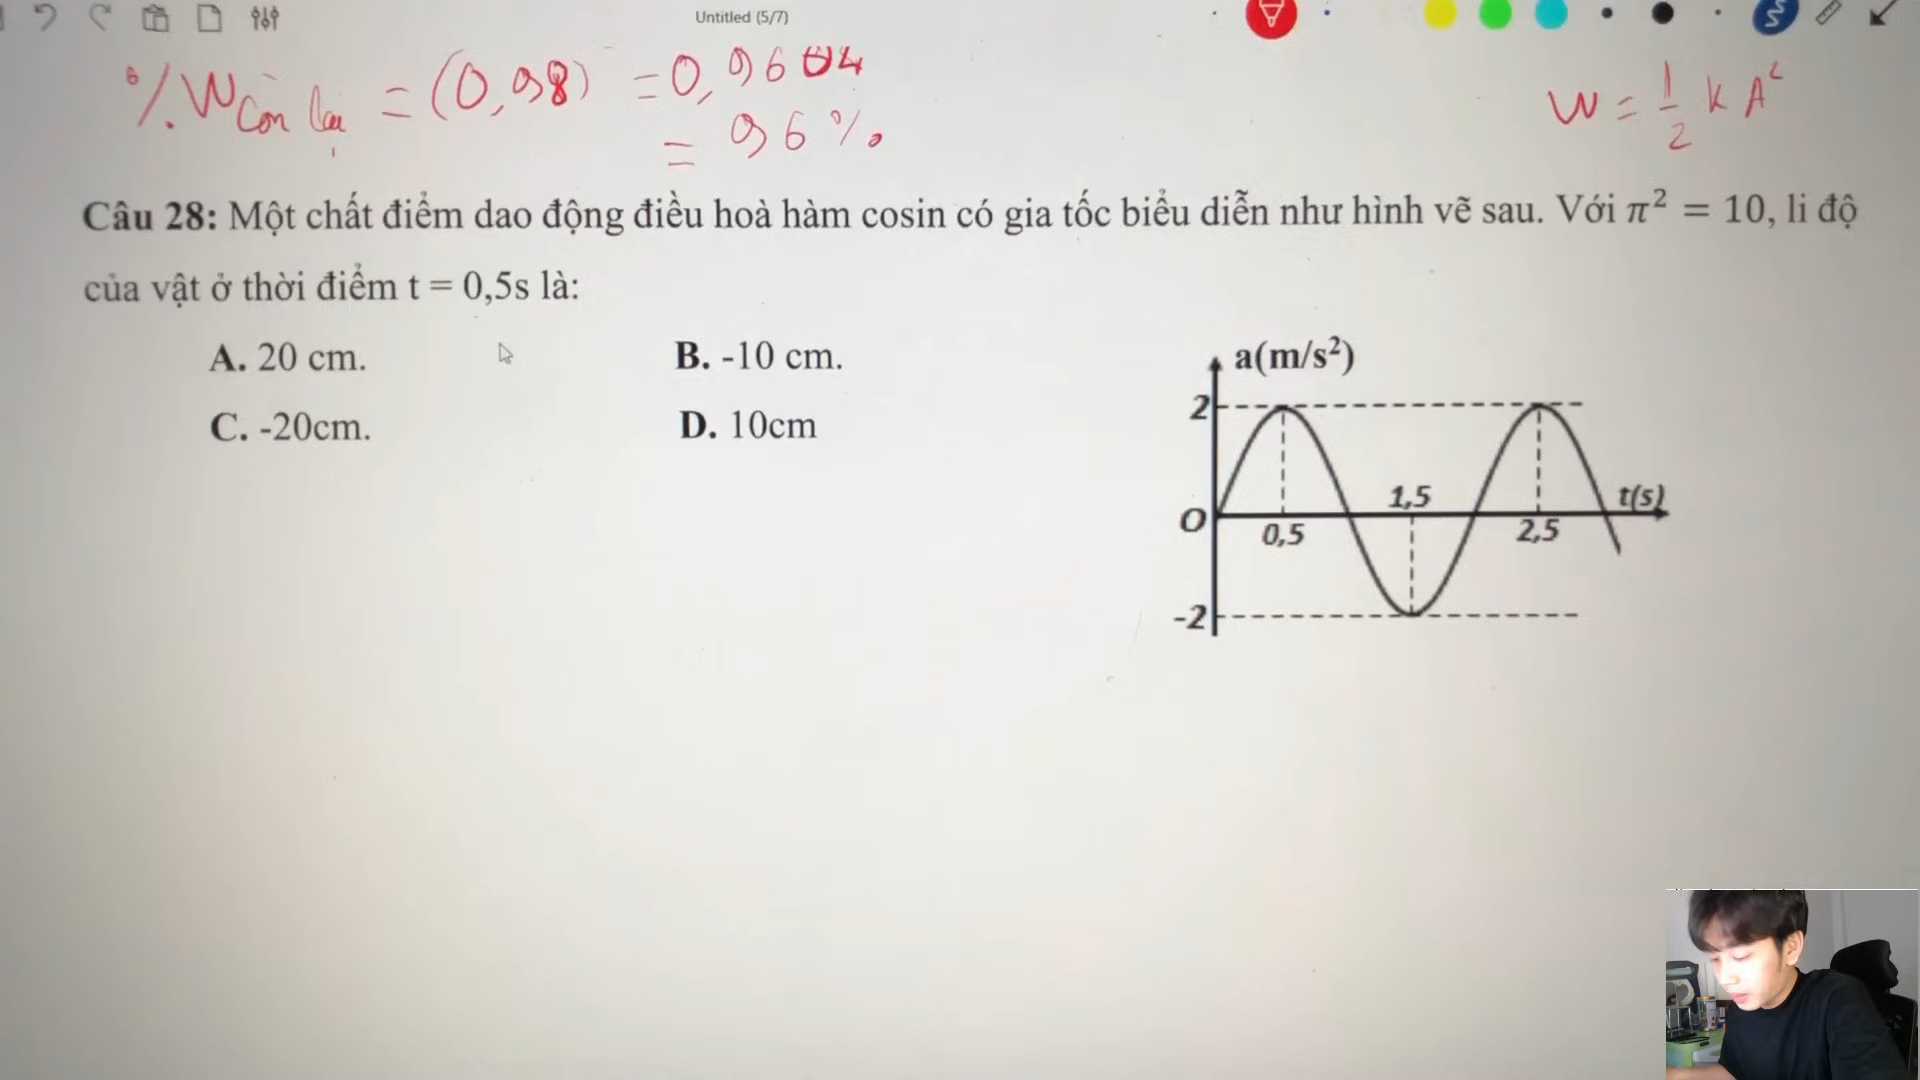 Untitled (5/7)
% W còn lại = (0,98) = 0,9604
= 96%
W = 1/2 K A²
Câu 28: Một chất điểm dao động điều hoà hàm cosin có gia tốc biểu diễn như hình vẽ sau. Với π² = 10, li độ
của vật ở thời điểm t = 0,5s là:
A. 20 cm.
B. -10 cm.
C. -20cm.
D. 10cm
a(m/s²)
2
O
0,5
1,5
2,5
t(s)
-2